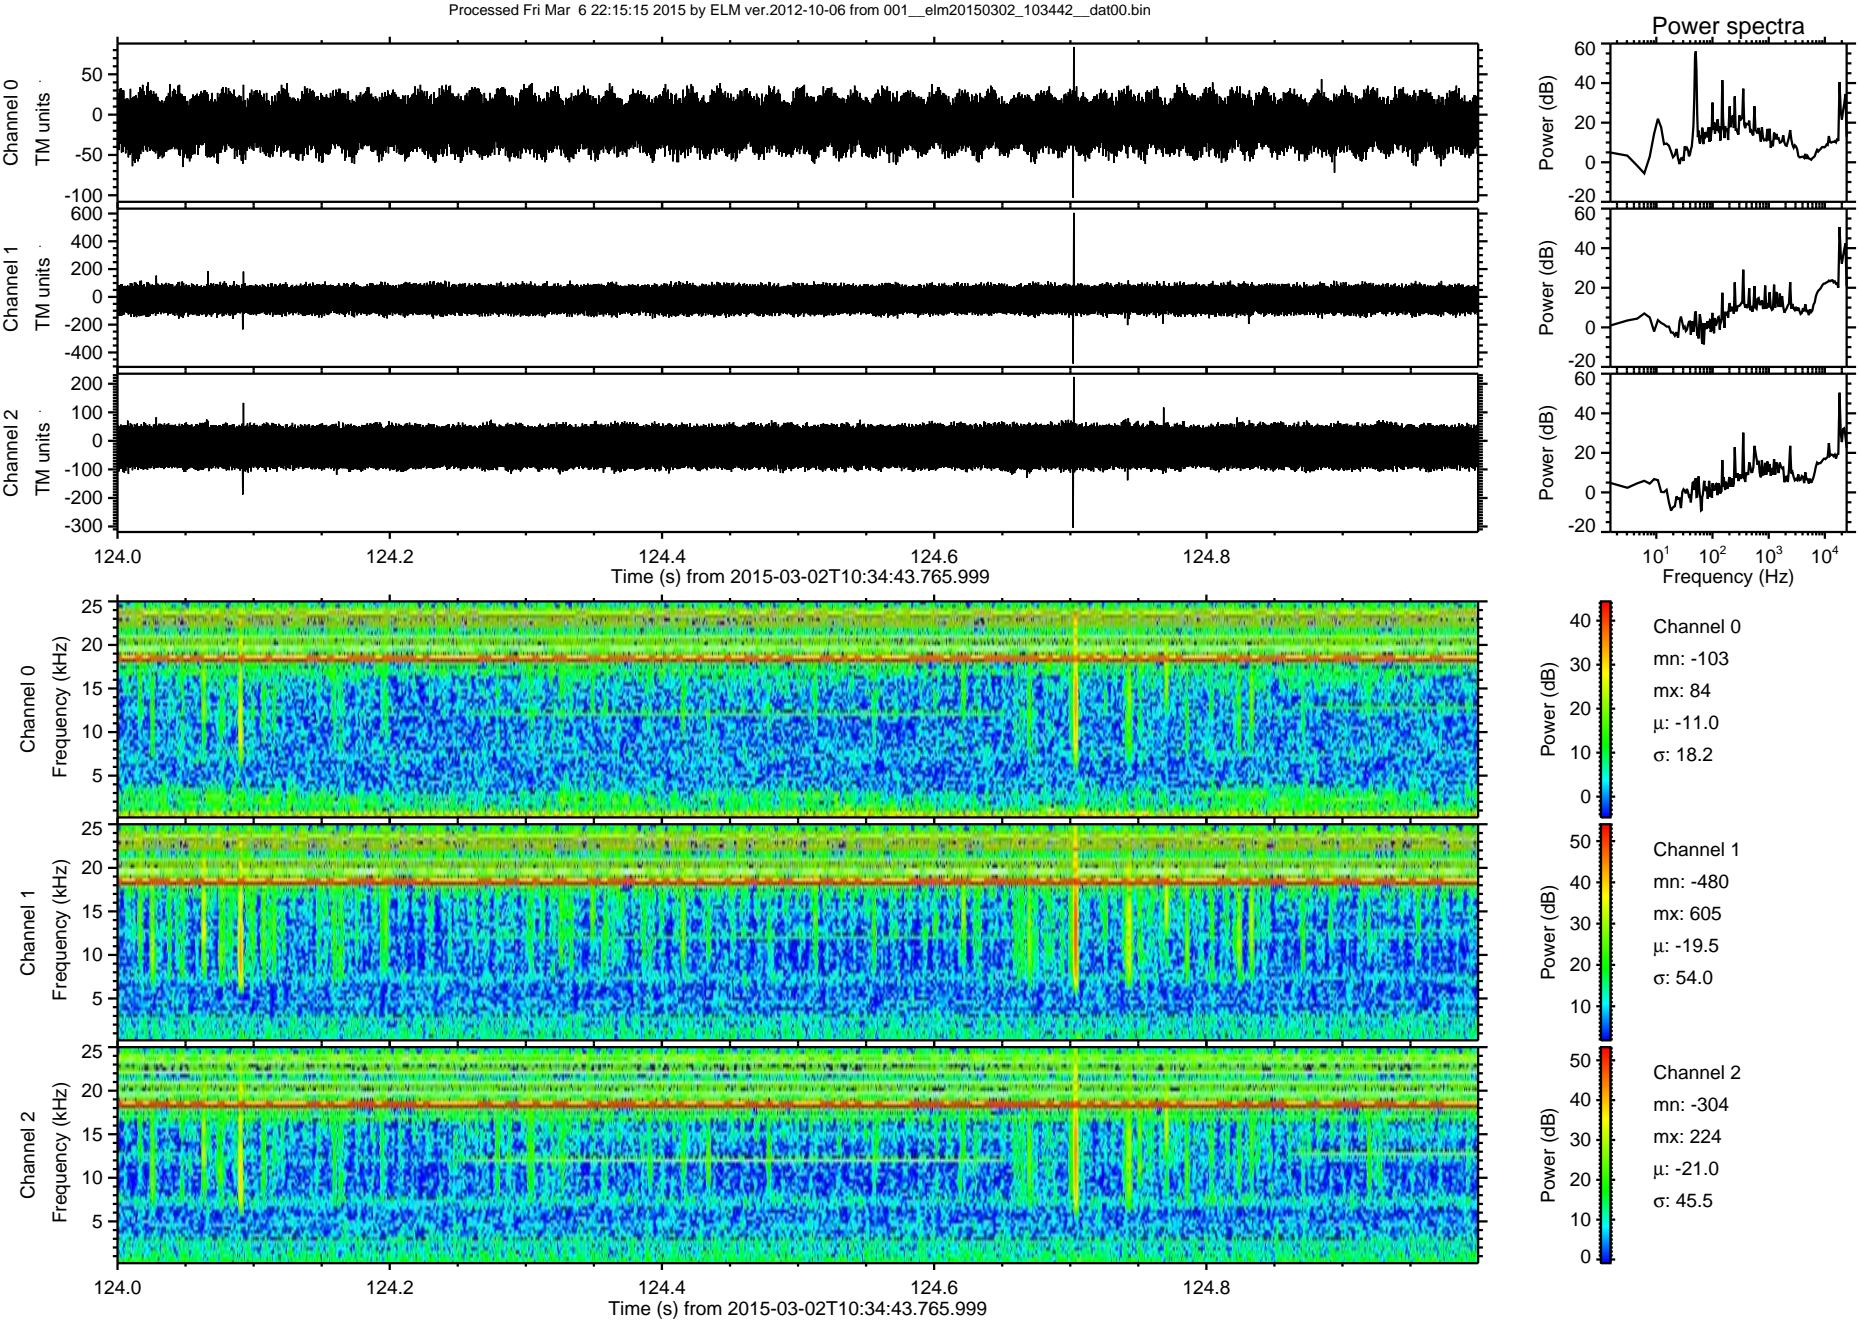 Processed Fri Mar 6 22:15:15 2015 by ELM ver.2012-10-06 from 001__elm20150302_103442__dat00.bin
Power spectra
Channel 0
TM units
50
0
-50
-100
Power (dB)
60
40
20
0
-20
Channel 1
TM units
600
400
200
0
-200
-400
Power (dB)
60
40
20
0
-20
Channel 2
TM units
200
100
0
-100
-200
-300
Power (dB)
60
40
20
0
-20
124.0 124.2 124.4 124.6 124.8
Time (s) from 2015-03-02T10:34:43.765.999
10¹ 10² 10³ 10⁴
Frequency (Hz)
Channel 0
Frequency (kHz)
25
20
15
10
5
Power (dB)
40
30
20
10
0
Channel 0
mn: -103
mx: 84
μ: -11.0
σ: 18.2
Channel 1
Frequency (kHz)
25
20
15
10
5
Power (dB)
50
40
30
20
10
Channel 1
mn: -480
mx: 605
μ: -19.5
σ: 54.0
Channel 2
Frequency (kHz)
25
20
15
10
5
Power (dB)
50
40
30
20
10
0
Channel 2
mn: -304
mx: 224
μ: -21.0
σ: 45.5
124.0 124.2 124.4 124.6 124.8
Time (s) from 2015-03-02T10:34:43.765.999